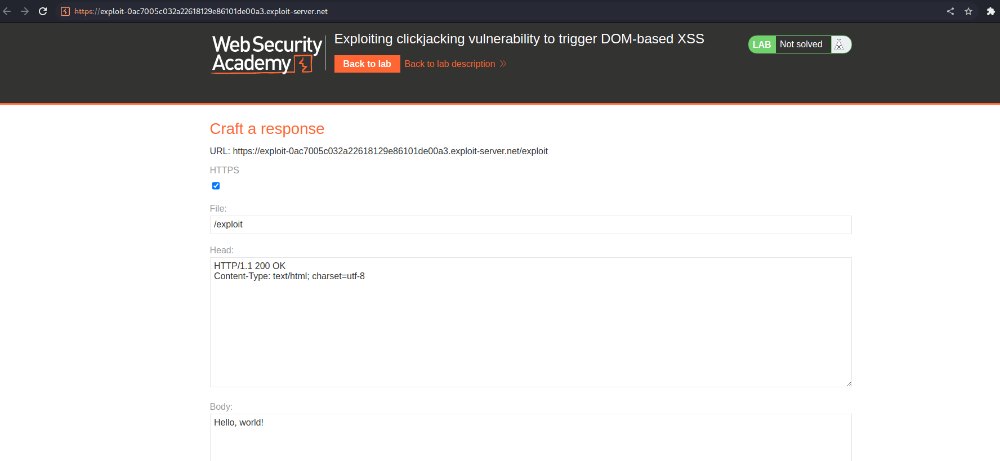 https://exploit-0ac7005c032a22618129e86101de00a3.exploit-server.net
Web Security
Academy
Exploiting clickjacking vulnerability to trigger DOM-based XSS
Back to lab
Back to lab description
LAB
Not solved
Craft a response
URL: https://exploit-0ac7005c032a22618129e86101de00a3.exploit-server.net/exploit
HTTPS
File:
/exploit
Head:
HTTP/1.1 200 OK
Content-Type: text/html; charset=utf-8
Body:
Hello, world!